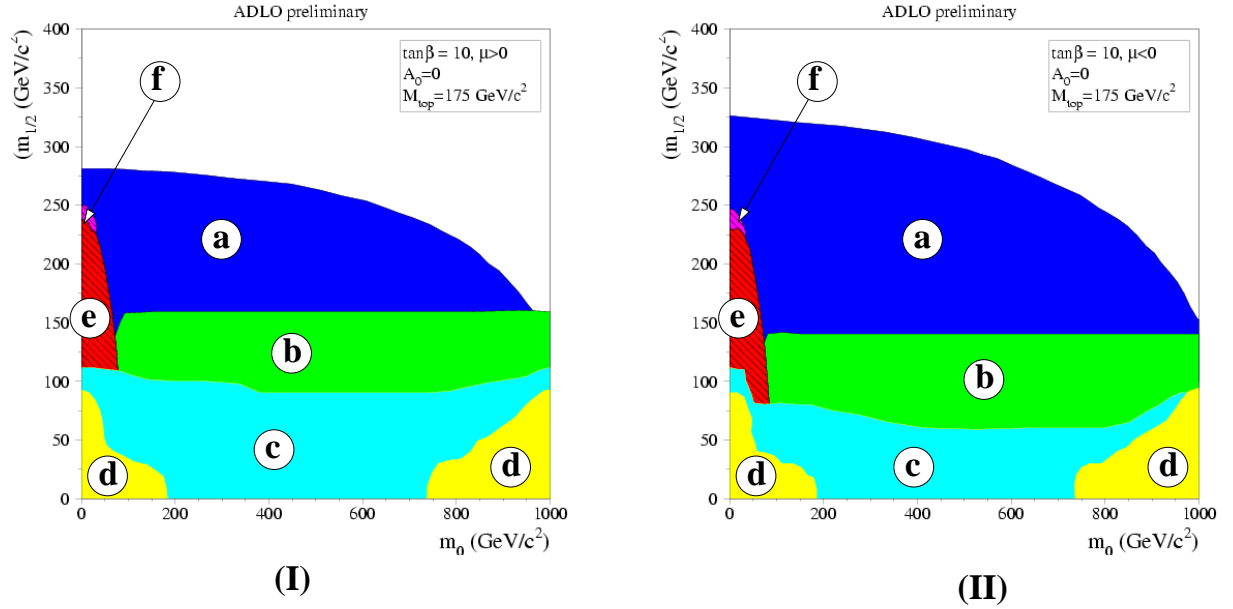 ADLO preliminary
(m1/2 (GeV/c²)
400
350
300
250
200
150
100
50
0
tanβ = 10, μ>0
A0=0
Mtop=175 GeV/c²
f
a
e
b
c
d
d
0
200
400
600
800
1000
m0 (GeV/c²)
(I)
ADLO preliminary
(m1/2 (GeV/c²)
400
350
300
250
200
150
100
50
0
tanβ = 10, μ<0
A0=0
Mtop=175 GeV/c²
f
a
e
b
c
d
d
0
200
400
600
800
1000
m0 (GeV/c²)
(II)